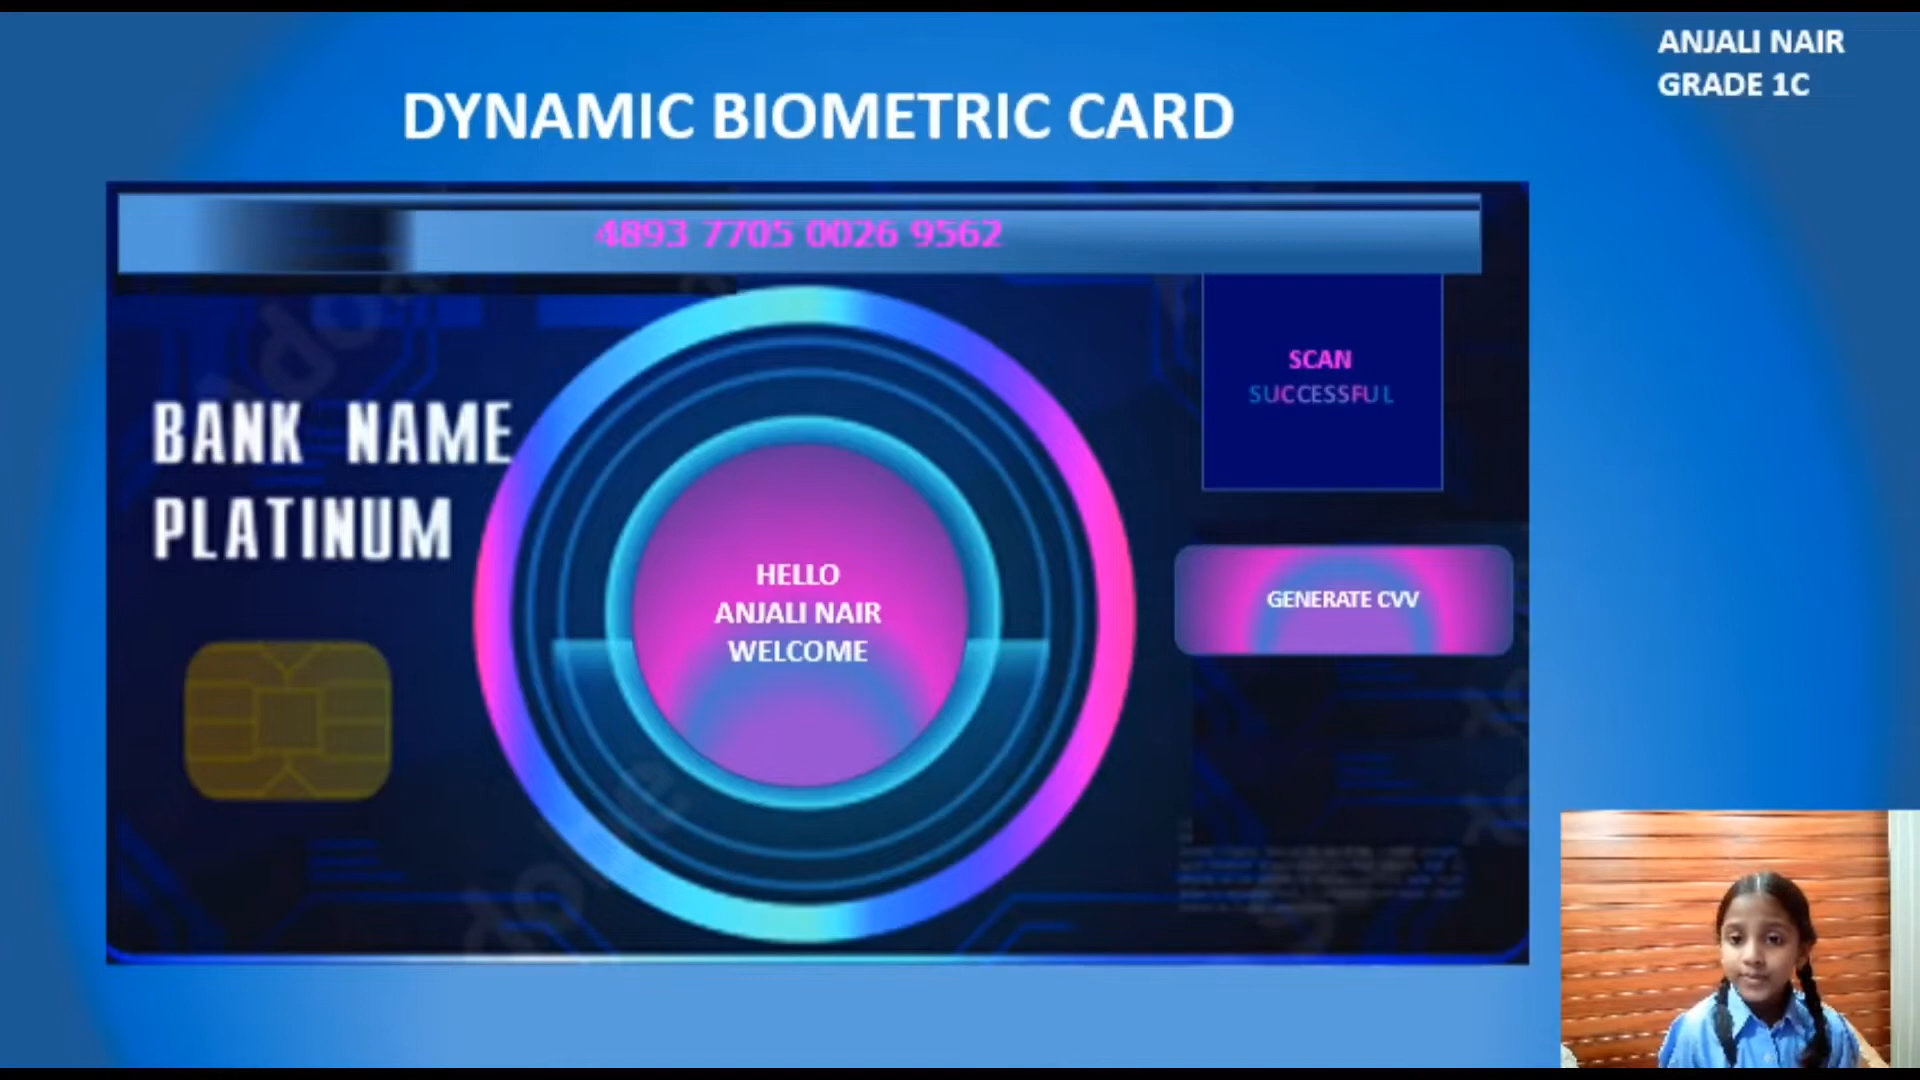 ANJALI NAIR
GRADE 1C
DYNAMIC BIOMETRIC CARD
4893 7705 0026 9562
SCAN
SUCCESSFUL
BANK NAME
PLATINUM
HELLO
ANJALI NAIR
WELCOME
GENERATE CVV